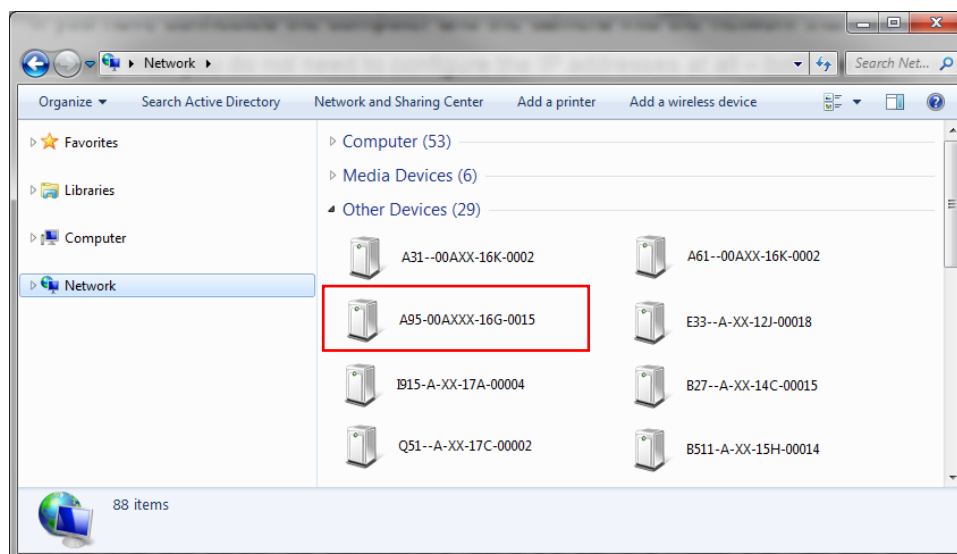 Network
Search Net...
Organize Search Active Directory Network and Sharing Center Add a printer Add a wireless device
Favorites
Libraries
Computer
Network
Computer (53)
Media Devices (6)
Other Devices (29)
A31--00AXX-16K-0002 A61--00AXX-16K-0002
A95-00AXXX-16G-0015 E33--A-XX-12J-00018
I915-A-XX-17A-00004 B27--A-XX-14C-00015
Q51--A-XX-17C-00002 B511-A-XX-15H-00014
88 items